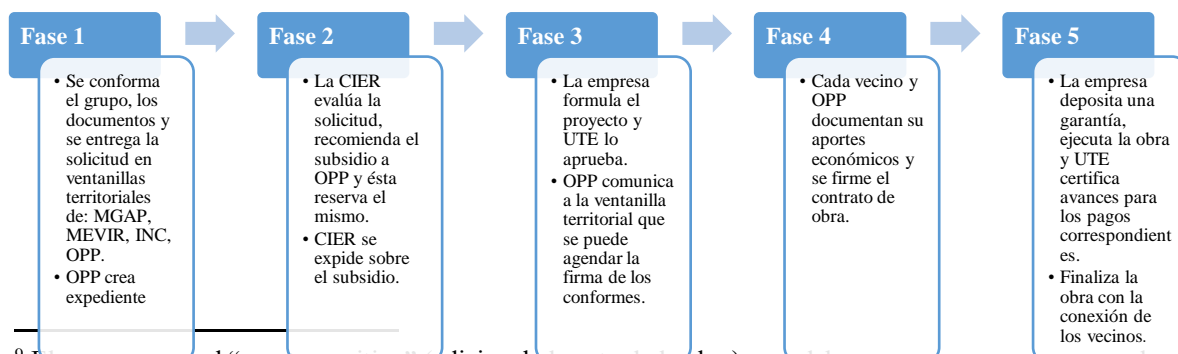 Fase 1
• Se conforma
el grupo, los
documentos y
se entrega la
solicitud en
ventanillas
territoriales
de: MGAP,
MEVIR, INC,
OPP.
• OPP crea
expediente
Fase 2
• La CIER
evalúa la
solicitud,
recomienda el
subsidio a
OPP y ésta
reserva el
mismo.
• CIER se
expide sobre
el subsidio.
Fase 3
• La empresa
formula el
proyecto y
UTE lo
aprueba.
• OPP comunica
a la ventanilla
territorial que
se puede
agendar la
firma de los
conformes.
Fase 4
• Cada vecino y
OPP
documentan su
aportes
económicos y
se firme el
contrato de
obra.
Fase 5
• La empresa
deposita una
garantía,
ejecuta la obra
y UTE
certifica
avances para
los pagos
correspondient
es.
• Finaliza la
obra con la
conexión de
los vecinos.
9